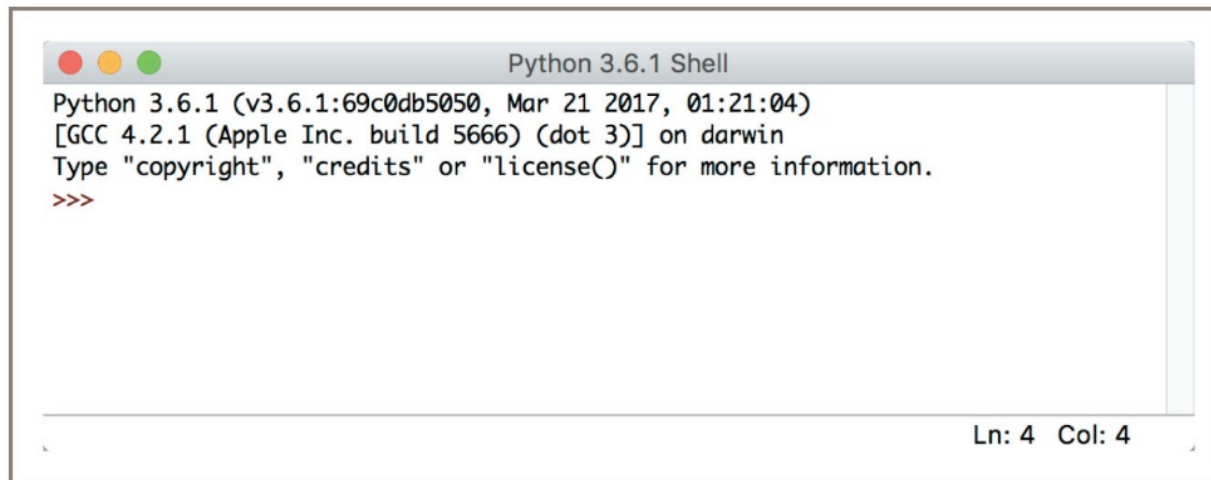 Python 3.6.1 Shell
Python 3.6.1 (v3.6.1:69c0db5050, Mar 21 2017, 01:21:04)
[GCC 4.2.1 (Apple Inc. build 5666) (dot 3)] on darwin
Type "copyright", "credits" or "license()" for more information.
>>>
Ln: 4 Col: 4